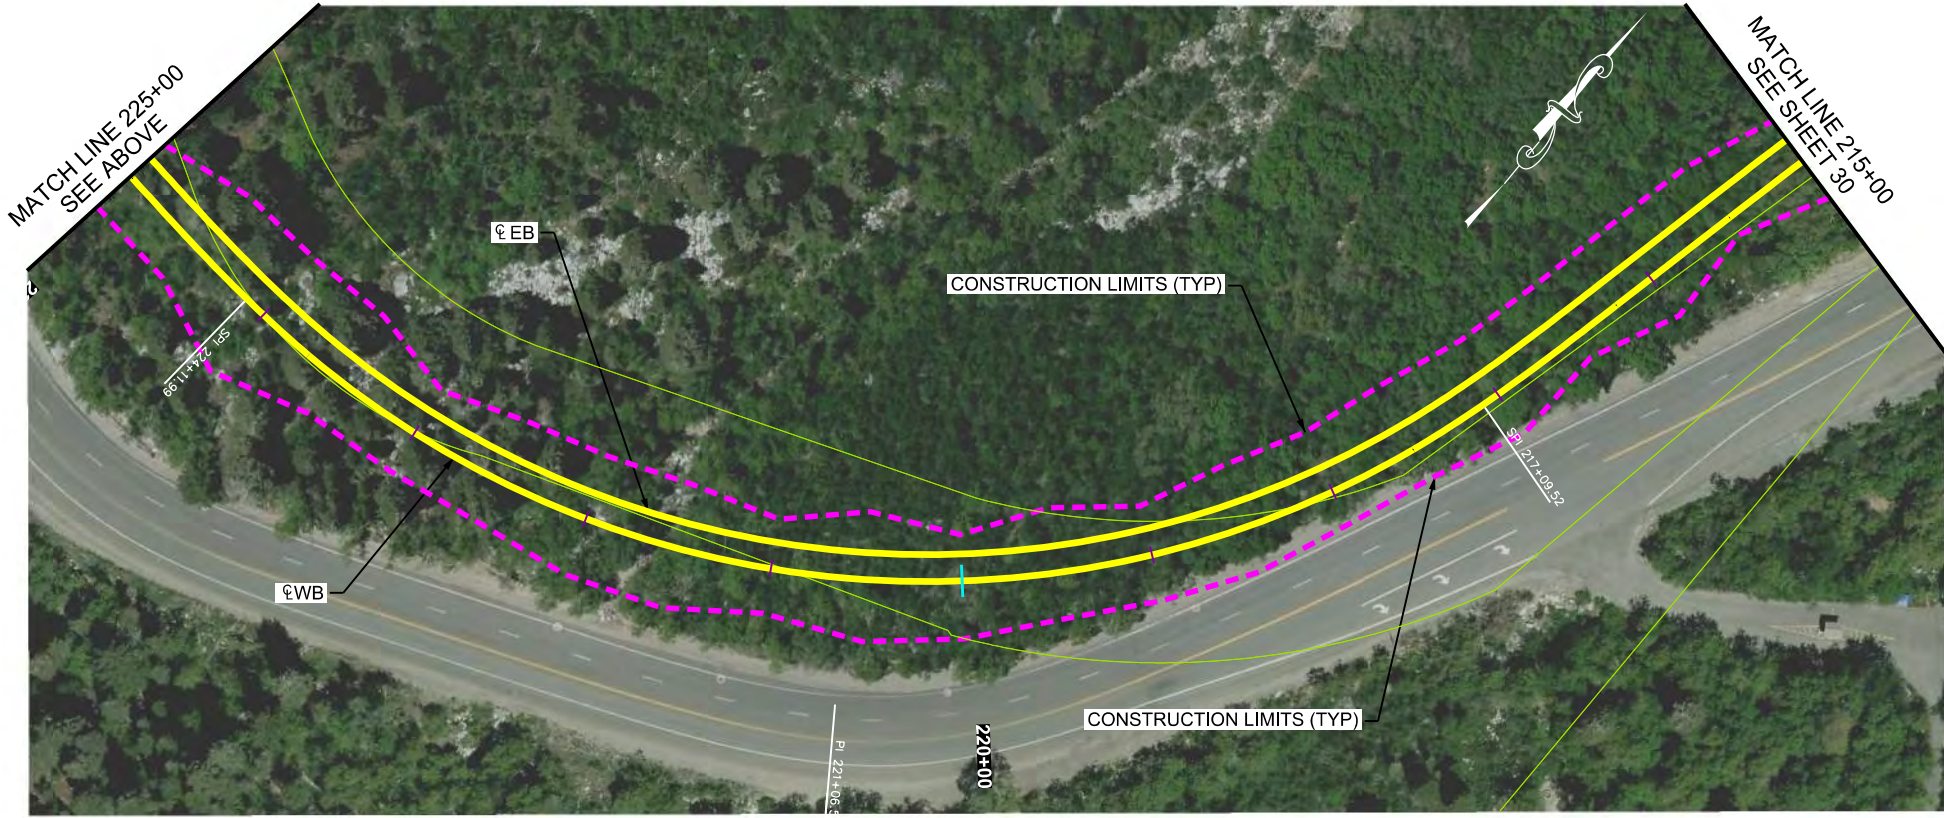 MATCH LINE 225+00
SEE ABOVE
MATCH LINE 215+00
SEE SHEET 30
℄ EB
CONSTRUCTION LIMITS (TYP)
SPI 224+11.99
SPI 217+09.52
℄ WB
CONSTRUCTION LIMITS (TYP)
PI 221+06.5
220+00
2